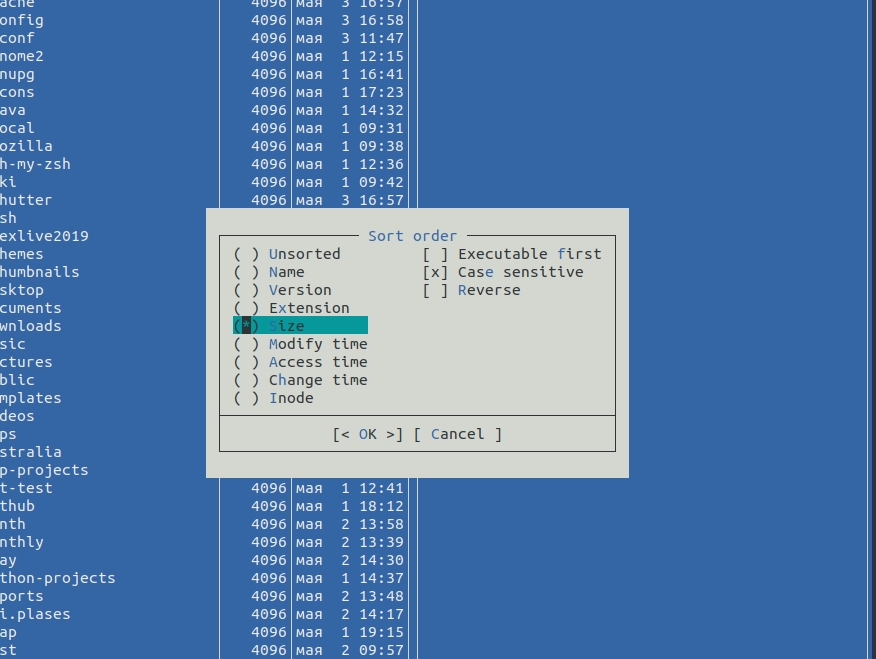 ache 4096 мая 3 16:57
onfig 4096 мая 3 16:58
conf 4096 мая 3 11:47
nome2 4096 мая 1 12:15
nupg 4096 мая 1 16:41
cons 4096 мая 1 17:23
ava 4096 мая 1 14:32
ocal 4096 мая 1 09:31
ozilla 4096 мая 1 09:38
h-my-zsh 4096 мая 1 12:36
ki 4096 мая 1 09:42
hutter 4096 мая 3 16:57
sh
exlive2019 Sort order
hemes ( ) Unsorted [ ] Executable first
humbnails ( ) Name [x] Case sensitive
sktop ( ) Version [ ] Reverse
cuments ( ) Extension
wnloads (*) Size
sic ( ) Modify time
ctures ( ) Access time
blic ( ) Change time
mplates ( ) Inode
deos
ps [< OK >] [ Cancel ]
stralia
p-projects
t-test 4096 мая 1 12:41
thub 4096 мая 1 18:12
nth 4096 мая 2 13:58
nthly 4096 мая 2 13:39
ay 4096 мая 2 14:30
thon-projects 4096 мая 1 14:37
ports 4096 мая 2 13:48
i.plases 4096 мая 2 14:17
ap 4096 мая 1 19:15
st 4096 мая 2 09:57